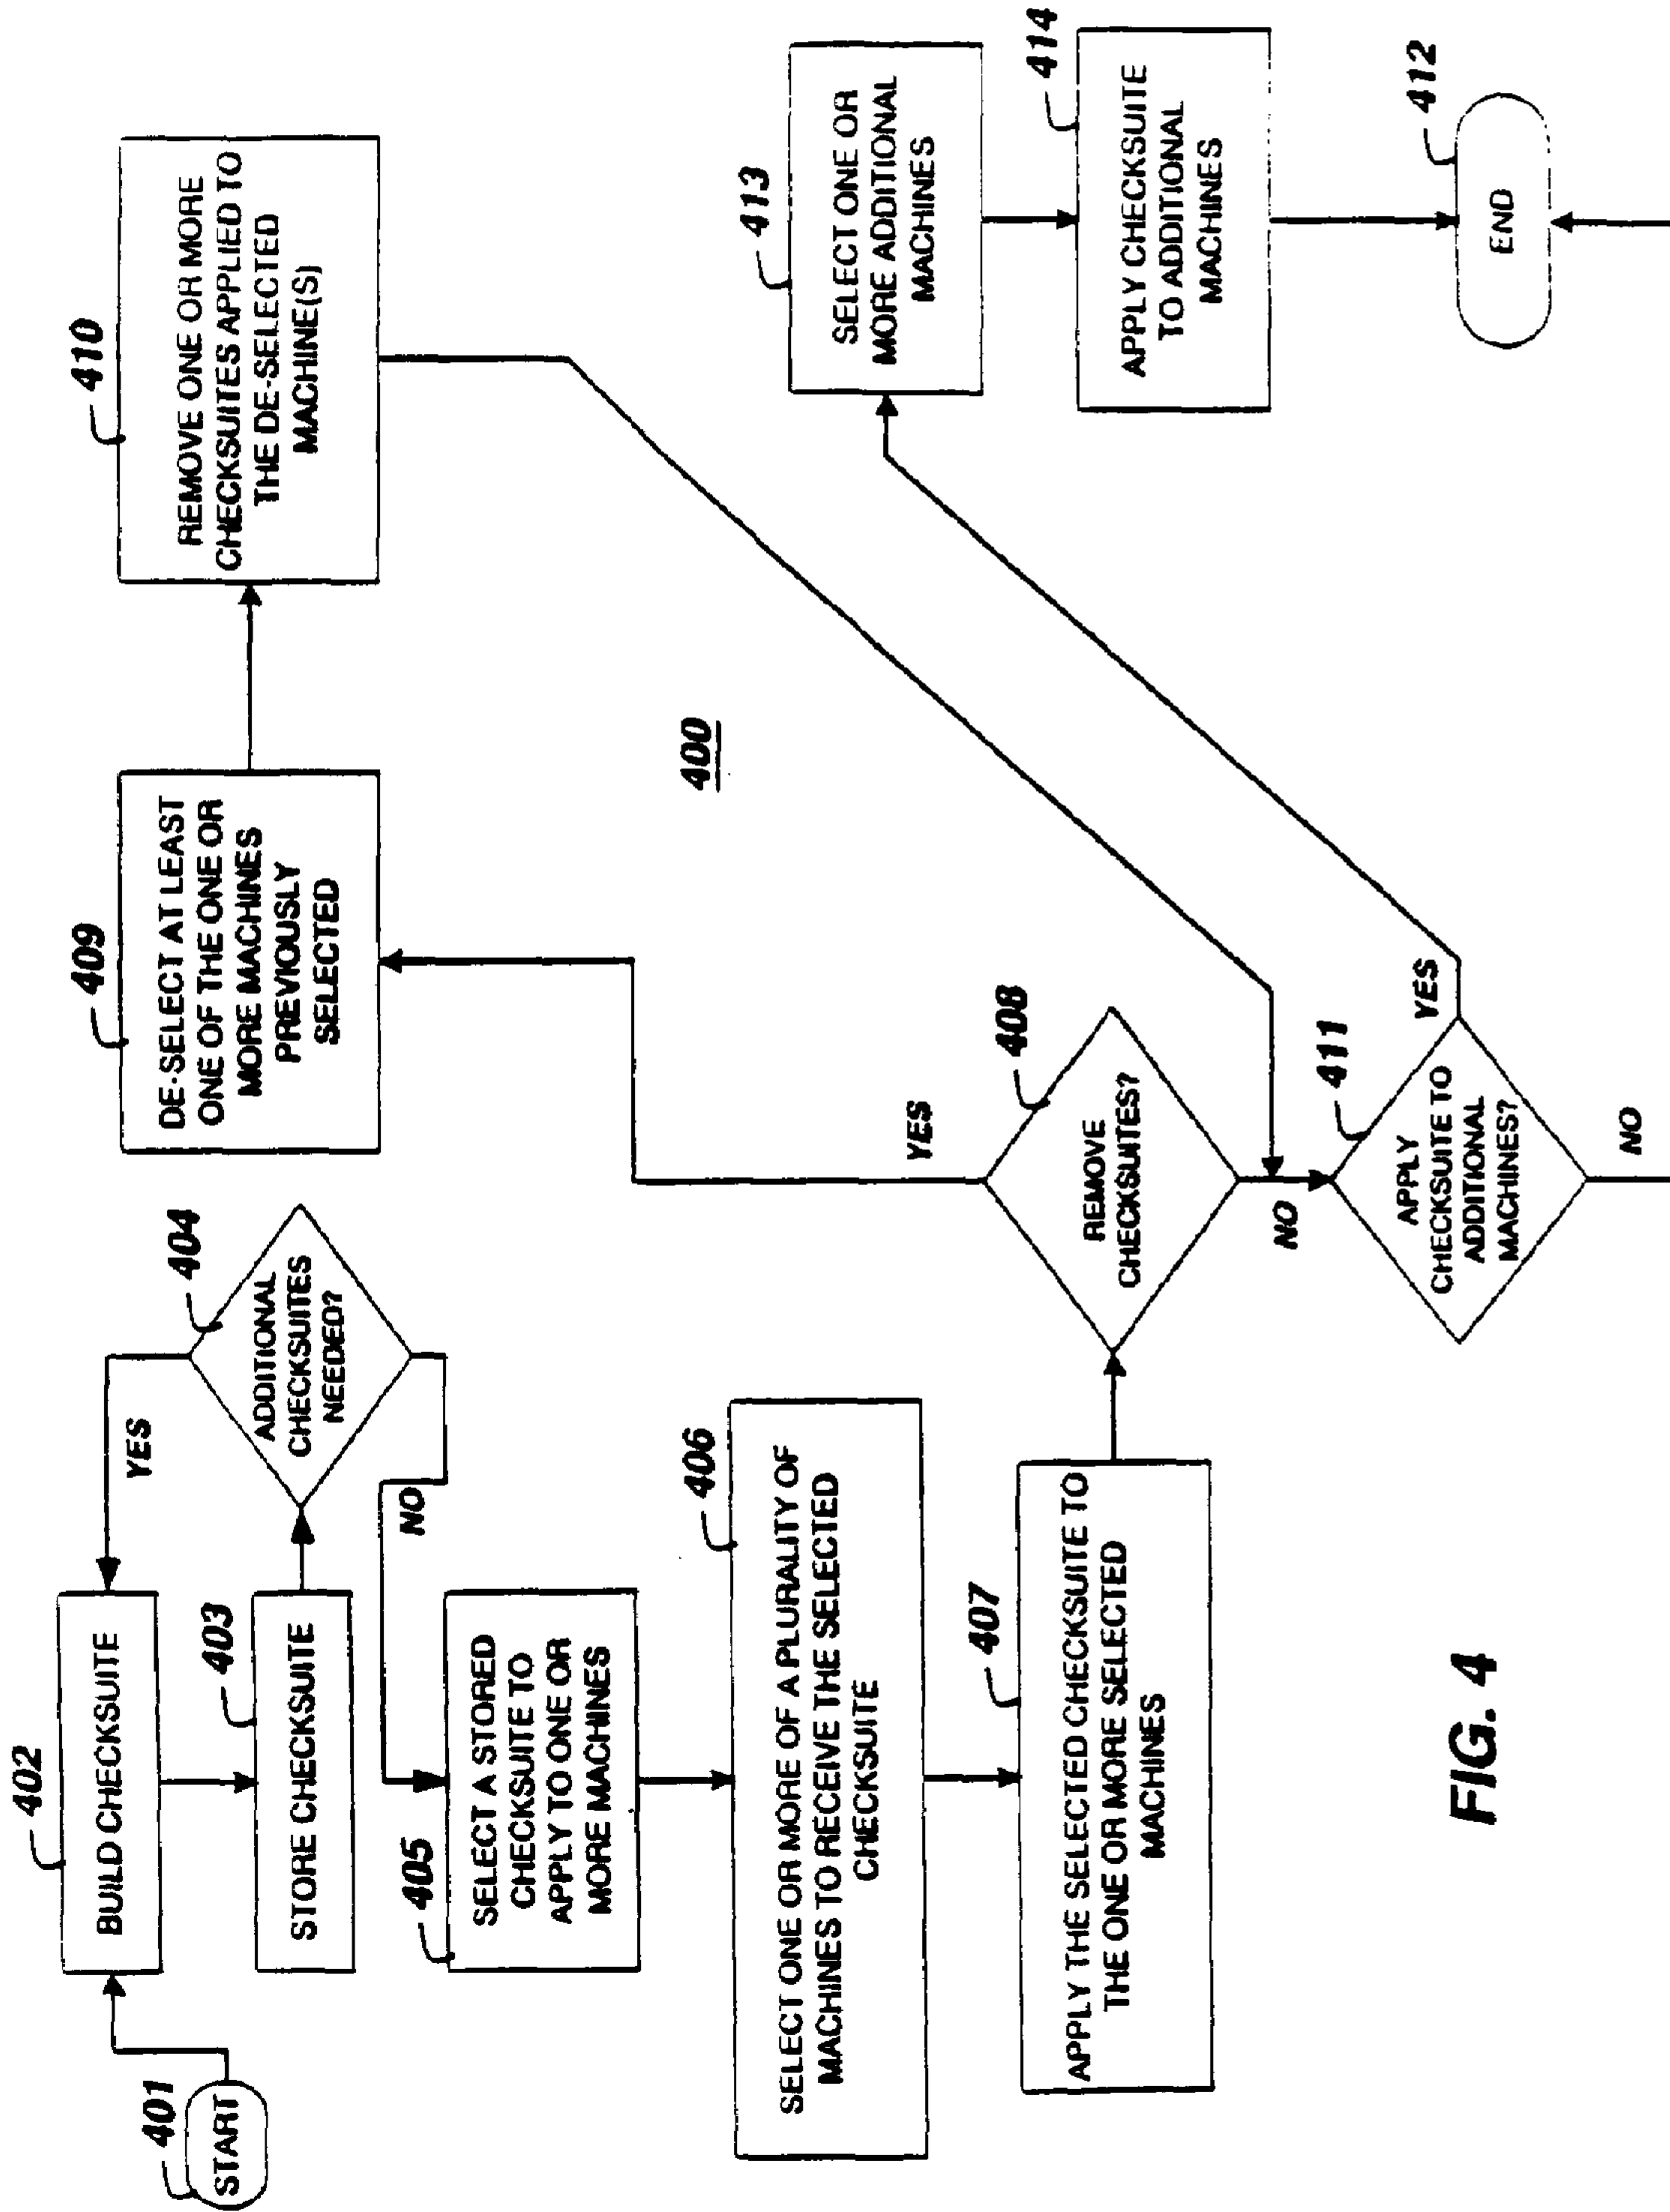 401
START
402
BUILD CHECKSUITE
403
STORE CHECKSUITE
404
ADDITIONAL
CHECKSUITES
NEEDED?
YES
NO
405
SELECT A STORED
CHECKSUITE TO
APPLY TO ONE OR
MORE MACHINES
406
SELECT ONE OR MORE OF A PLURALITY OF
MACHINES TO RECEIVE THE SELECTED
CHECKSUITE
407
APPLY THE SELECTED CHECKSUITE TO
THE ONE OR MORE SELECTED
MACHINES
408
REMOVE
CHECKSUITES?
YES
NO
409
DE-SELECT AT LEAST
ONE OF THE ONE OR
MORE MACHINES
PREVIOUSLY
SELECTED
410
REMOVE ONE OR MORE
CHECKSUITES APPLIED TO
THE DE-SELECTED
MACHINE(S)
400
411
APPLY
CHECKSUITE TO
ADDITIONAL
MACHINES?
YES
NO
413
SELECT ONE OR
MORE ADDITIONAL
MACHINES
414
APPLY CHECKSUITE
TO ADDITIONAL
MACHINES
412
END
FIG. 4